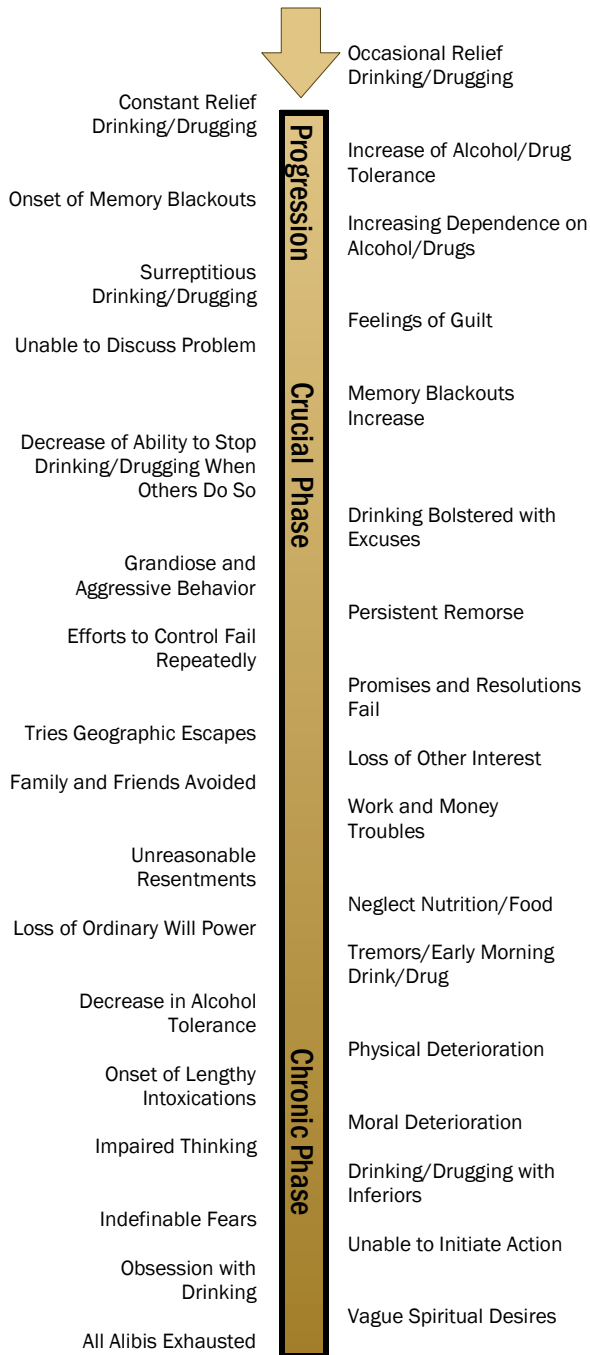 Occasional Relief
Drinking/Drugging
Constant Relief
Drinking/Drugging
Progression
Increase of Alcohol/Drug
Tolerance
Onset of Memory Blackouts
Increasing Dependence on
Alcohol/Drugs
Surreptitious
Drinking/Drugging
Feelings of Guilt
Unable to Discuss Problem
Crucial Phase
Memory Blackouts
Increase
Decrease of Ability to Stop
Drinking/Drugging When
Others Do So
Drinking Bolstered with
Excuses
Grandiose and
Aggressive Behavior
Persistent Remorse
Efforts to Control Fail
Repeatedly
Promises and Resolutions
Fail
Tries Geographic Escapes
Loss of Other Interest
Family and Friends Avoided
Work and Money
Troubles
Unreasonable
Resentments
Neglect Nutrition/Food
Loss of Ordinary Will Power
Tremors/Early Morning
Drink/Drug
Decrease in Alcohol
Tolerance
Chronic Phase
Physical Deterioration
Onset of Lengthy
Intoxications
Moral Deterioration
Impaired Thinking
Drinking/Drugging with
Inferiors
Indefinable Fears
Unable to Initiate Action
Obsession with
Drinking
Vague Spiritual Desires
All Alibis Exhausted